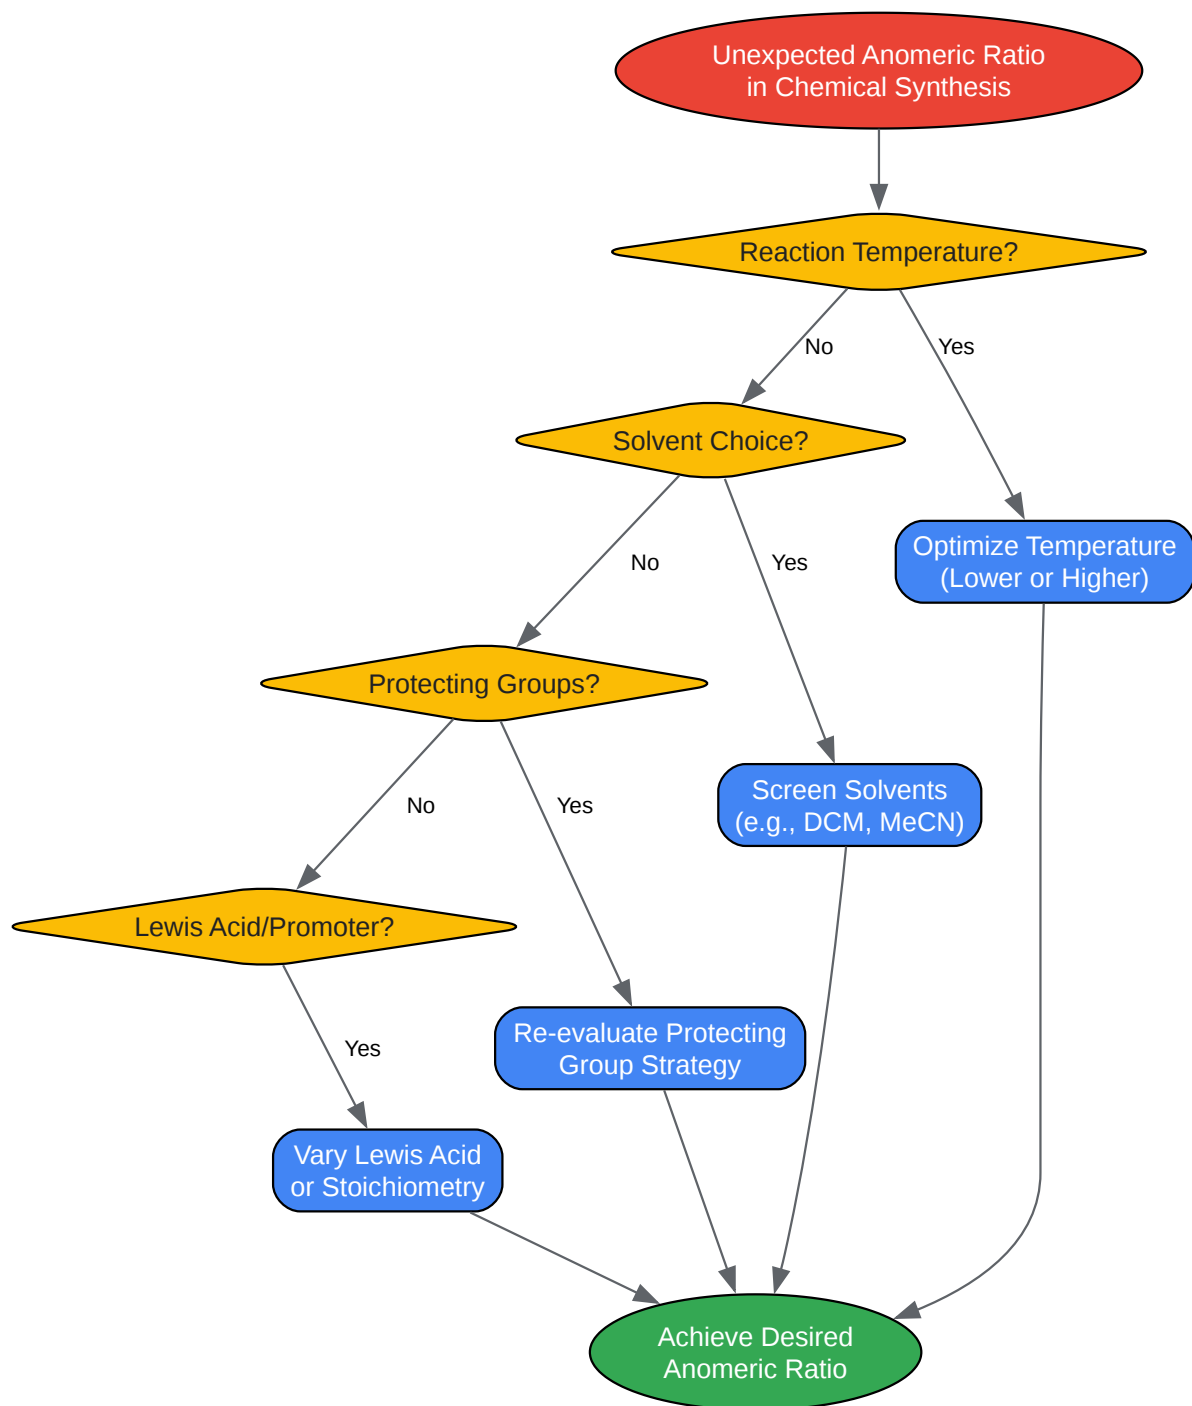 Unexpected Anomeric Ratio
in Chemical Synthesis
Reaction Temperature?
No
Yes
Solvent Choice?
Optimize Temperature
(Lower or Higher)
No
Yes
Protecting Groups?
Screen Solvents
(e.g., DCM, MeCN)
No
Yes
Lewis Acid/Promoter?
Re-evaluate Protecting
Group Strategy
Yes
Vary Lewis Acid
or Stoichiometry
Achieve Desired
Anomeric Ratio